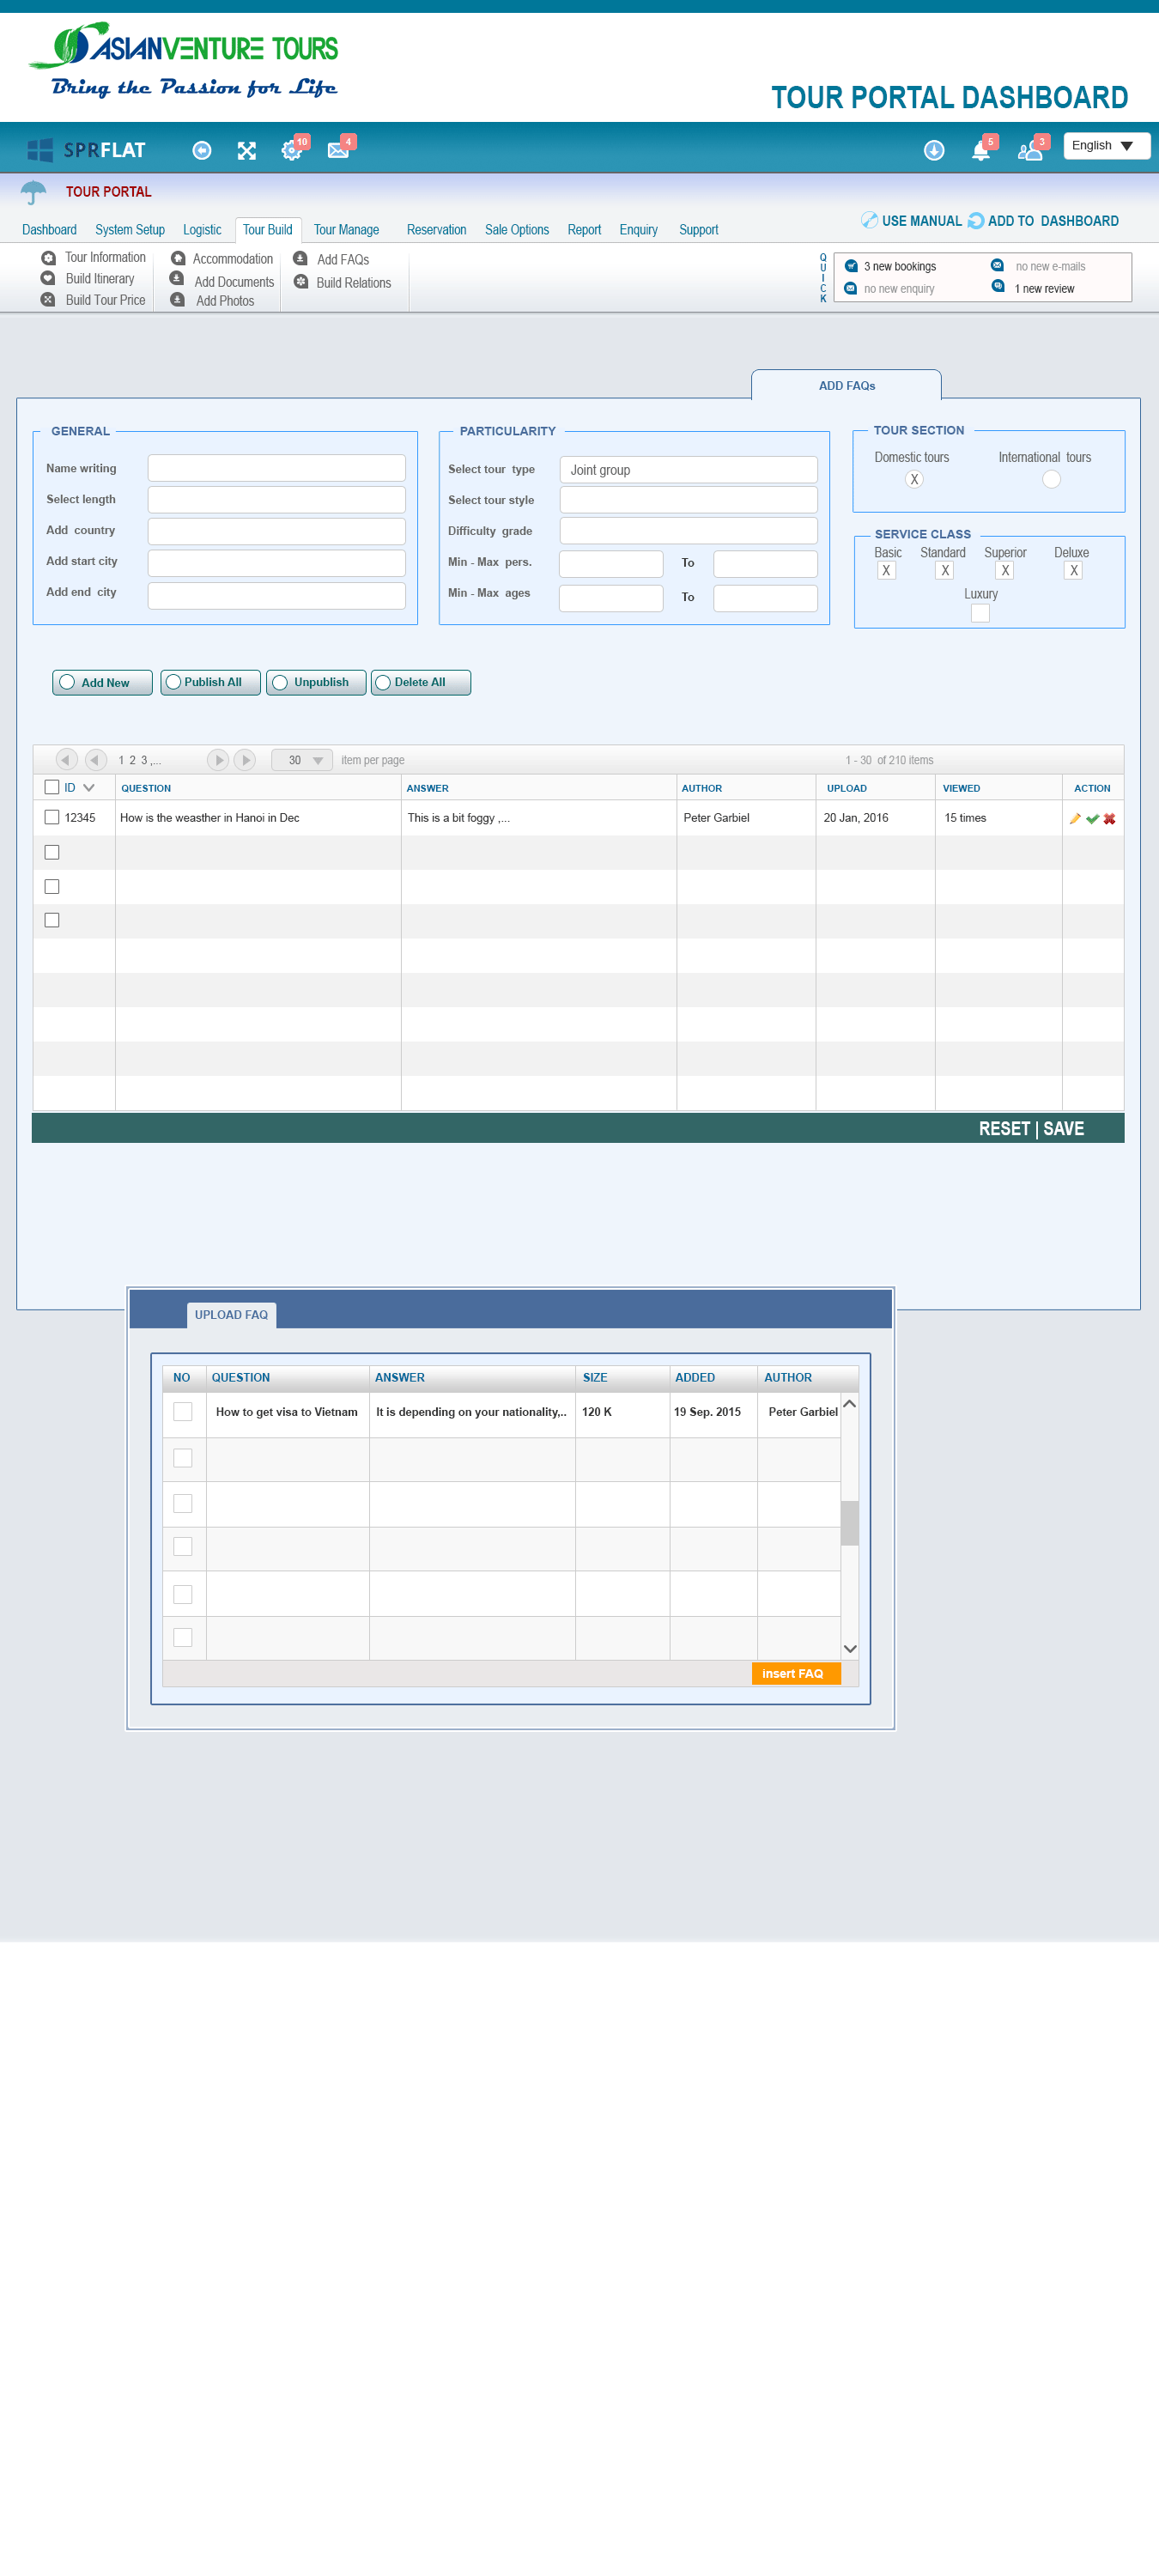 ASIANVENTURE TOURS
Bring the Passion for Life
TOUR PORTAL DASHBOARD
SPRFLAT
10
4
5
3
English
TOUR PORTAL
USE MANUAL
ADD TO DASHBOARD
Dashboard System Setup Logistic Tour Build Tour Manage Reservation Sale Options Report Enquiry Support
Tour Information
Build Itinerary
Build Tour Price
Accommodation
Add Documents
Add Photos
Add FAQs
Build Relations
QUICK
3 new bookings
no new e-mails
no new enquiry
1 new review
ADD FAQs
GENERAL
Name writing
Select length
Add country
Add start city
Add end city
PARTICULARITY
Select tour type Joint group
Select tour style
Difficulty grade
Min - Max pers. To
Min - Max ages To
TOUR SECTION
Domestic tours International tours
X
SERVICE CLASS
Basic Standard Superior Deluxe
X X X X
Luxury
Add New Publish All Unpublish Delete All
1 2 3 ,... 30 item per page 1 - 30 of 210 items
ID QUESTION ANSWER AUTHOR UPLOAD VIEWED ACTION
12345 How is the weasther in Hanoi in Dec This is a bit foggy ,... Peter Garbiel 20 Jan, 2016 15 times
RESET | SAVE
UPLOAD FAQ
NO QUESTION ANSWER SIZE ADDED AUTHOR
How to get visa to Vietnam It is depending on your nationality,.. 120 K 19 Sep. 2015 Peter Garbiel
insert FAQ